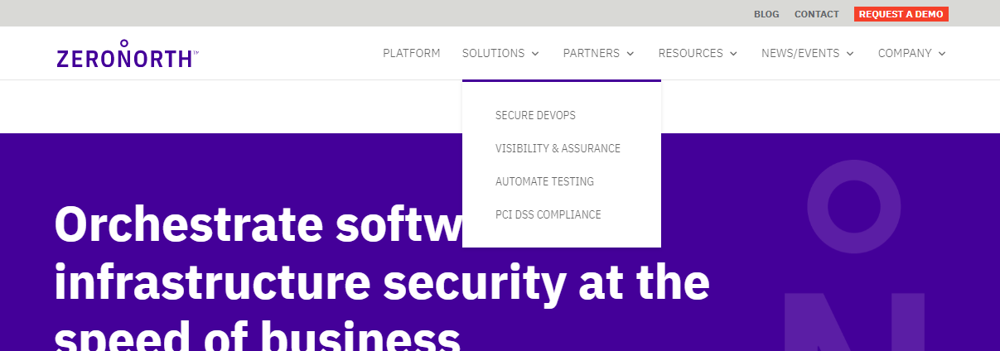 BLOG CONTACT REQUEST A DEMO
ZERONORTH™ PLATFORM SOLUTIONS PARTNERS RESOURCES NEWS/EVENTS COMPANY
SECURE DEVOPS
VISIBILITY & ASSURANCE
AUTOMATE TESTING
PCI DSS COMPLIANCE
Orchestrate softw
infrastructure security at the
speed of business